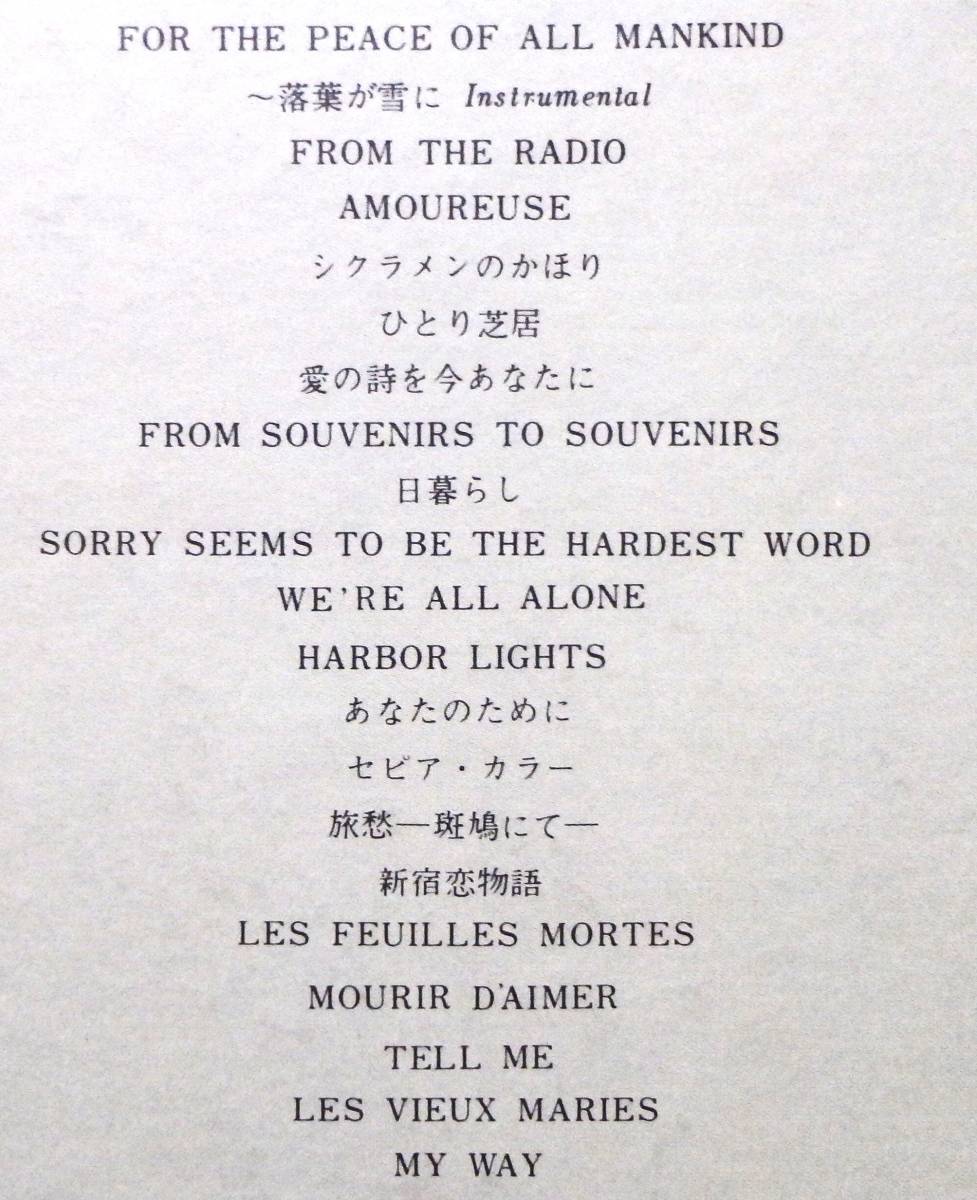 FOR THE PEACE OF ALL MANKIND
～落葉が雪に Instrumental
FROM THE RADIO
AMOUREUSE
シクラメンのかほり
ひとり芝居
愛の詩を今あなたに
FROM SOUVENIRS TO SOUVENIRS
日暮らし
SORRY SEEMS TO BE THE HARDEST WORD
WE'RE ALL ALONE
HARBOR LIGHTS
あなたのために
セピア・カラー
旅愁―斑鳩にて―
新宿恋物語
LES FEUILLES MORTES
MOURIR D'AIMER
TELL ME
LES VIEUX MARIES
MY WAY